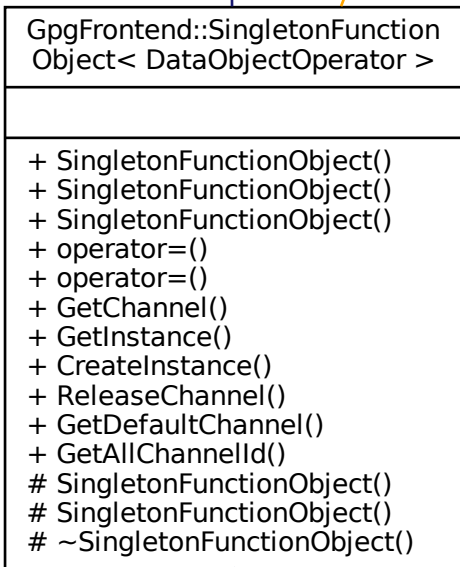 GpgFrontend::SingletonFunction
Object< DataObjectOperator >
+ SingletonFunctionObject()
+ SingletonFunctionObject()
+ SingletonFunctionObject()
+ operator=()
+ operator=()
+ GetChannel()
+ GetInstance()
+ CreateInstance()
+ ReleaseChannel()
+ GetDefaultChannel()
+ GetAllChannelId()
# SingletonFunctionObject()
# SingletonFunctionObject()
# ~SingletonFunctionObject()